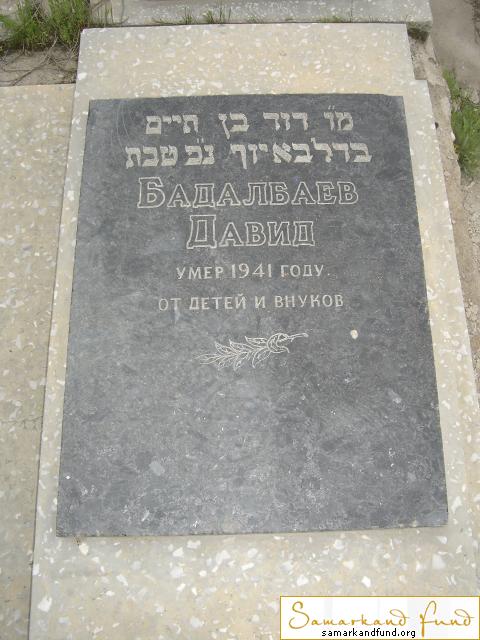 מו דוד בן חיים
בדלבאיוף נ״פ טבת
БАДАЛБАЕВ
ДАВИД
УМЕР 1941 ГОДУ.
ОТ ДЕТЕЙ И ВНУКОВ
Samarkand Fund
samarkandfund.org